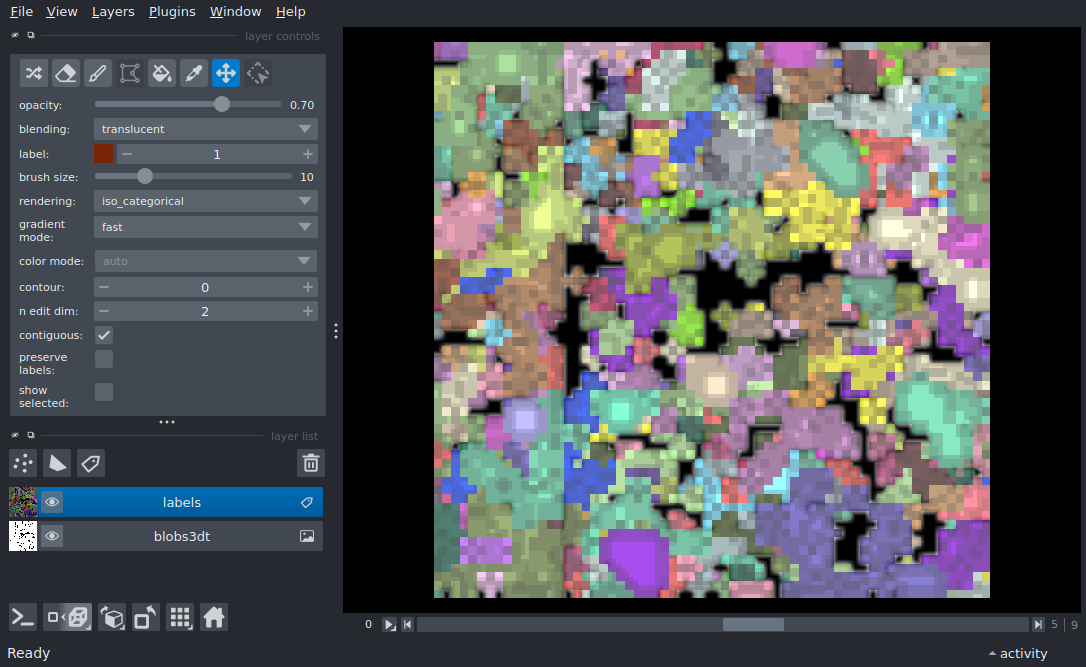 File View Layers Plugins Window Help
layer controls
opacity: 0.70
blending: translucent
label: 1
brush size: 10
rendering: iso_categorical
gradient
mode: fast
color mode: auto
contour: 0
n edit dim: 2
contiguous:
preserve
labels:
show
selected:
layer list
labels
blobs3dt
0 5 9
Ready activity